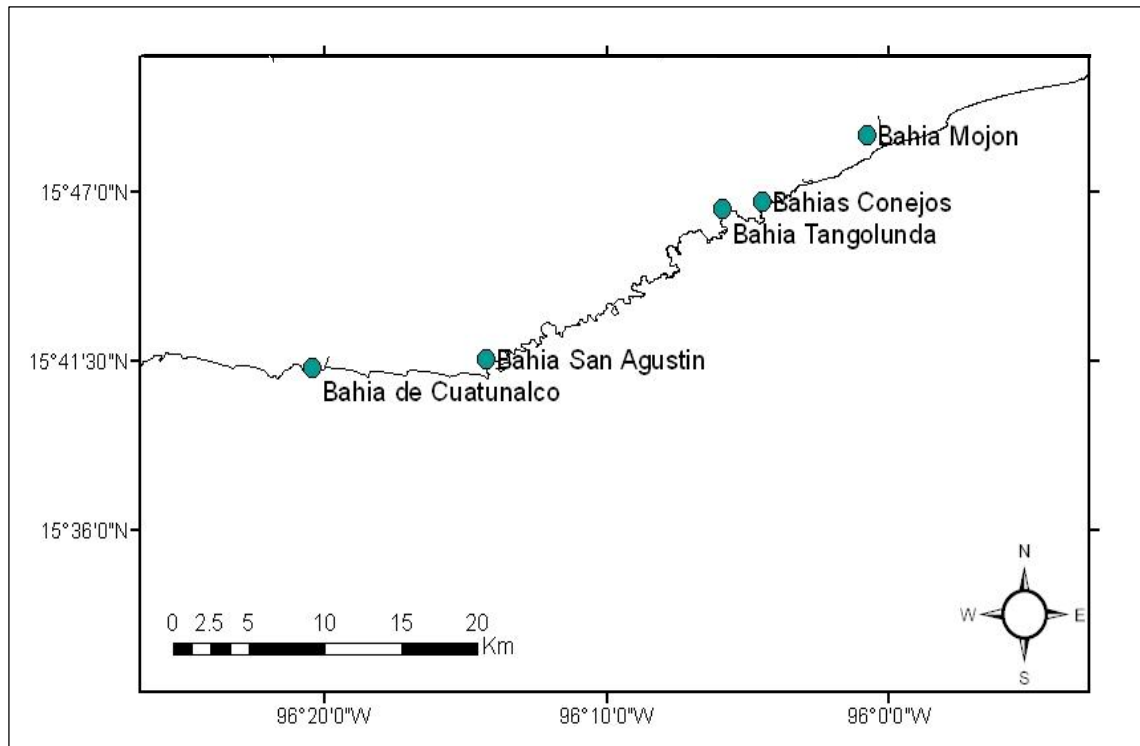 Bahia Mojon
15°47'0"N
Bahias Conejos
Bahia Tangolunda
15°41'30"N
Bahia San Agustin
Bahia de Cuatunalco
15°36'0"N
N
W E
S
0 2.5 5 10 15 20
Km
96°20'0"W 96°10'0"W 96°0'0"W